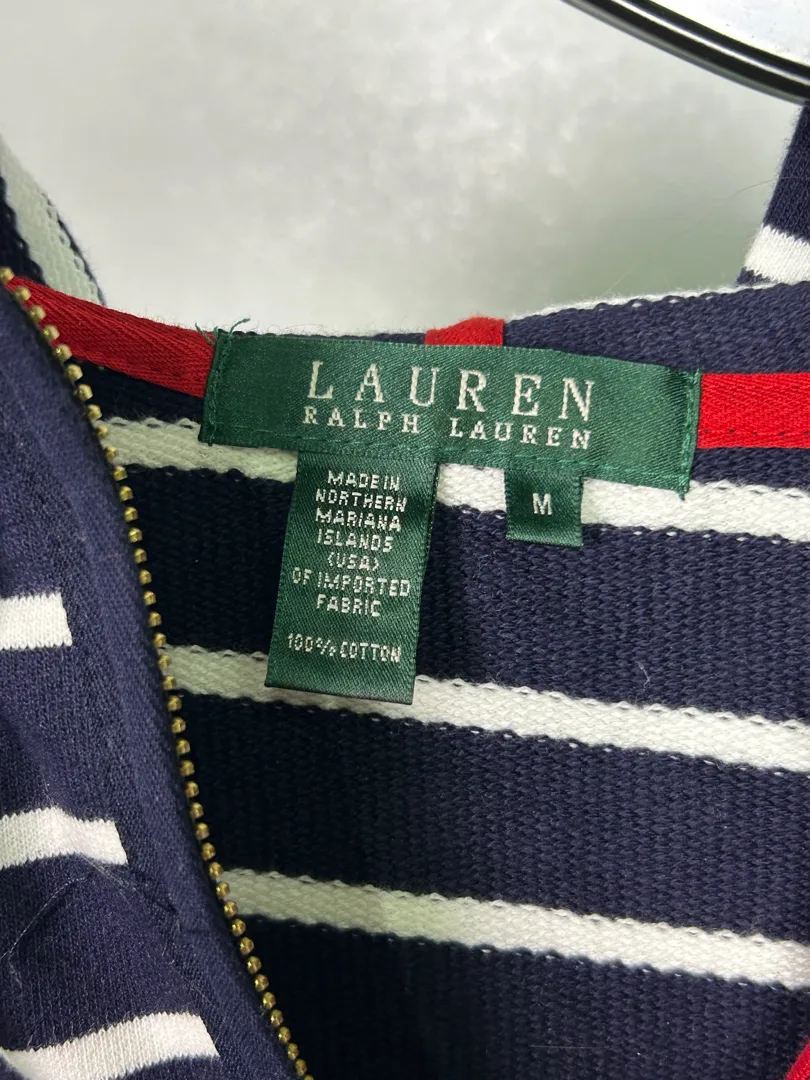 LAUREN
RALPH LAUREN
MADE IN
NORTHERN
MARIANA
ISLANDS
(USA)
OF IMPORTED
FABRIC
100% COTTON
M